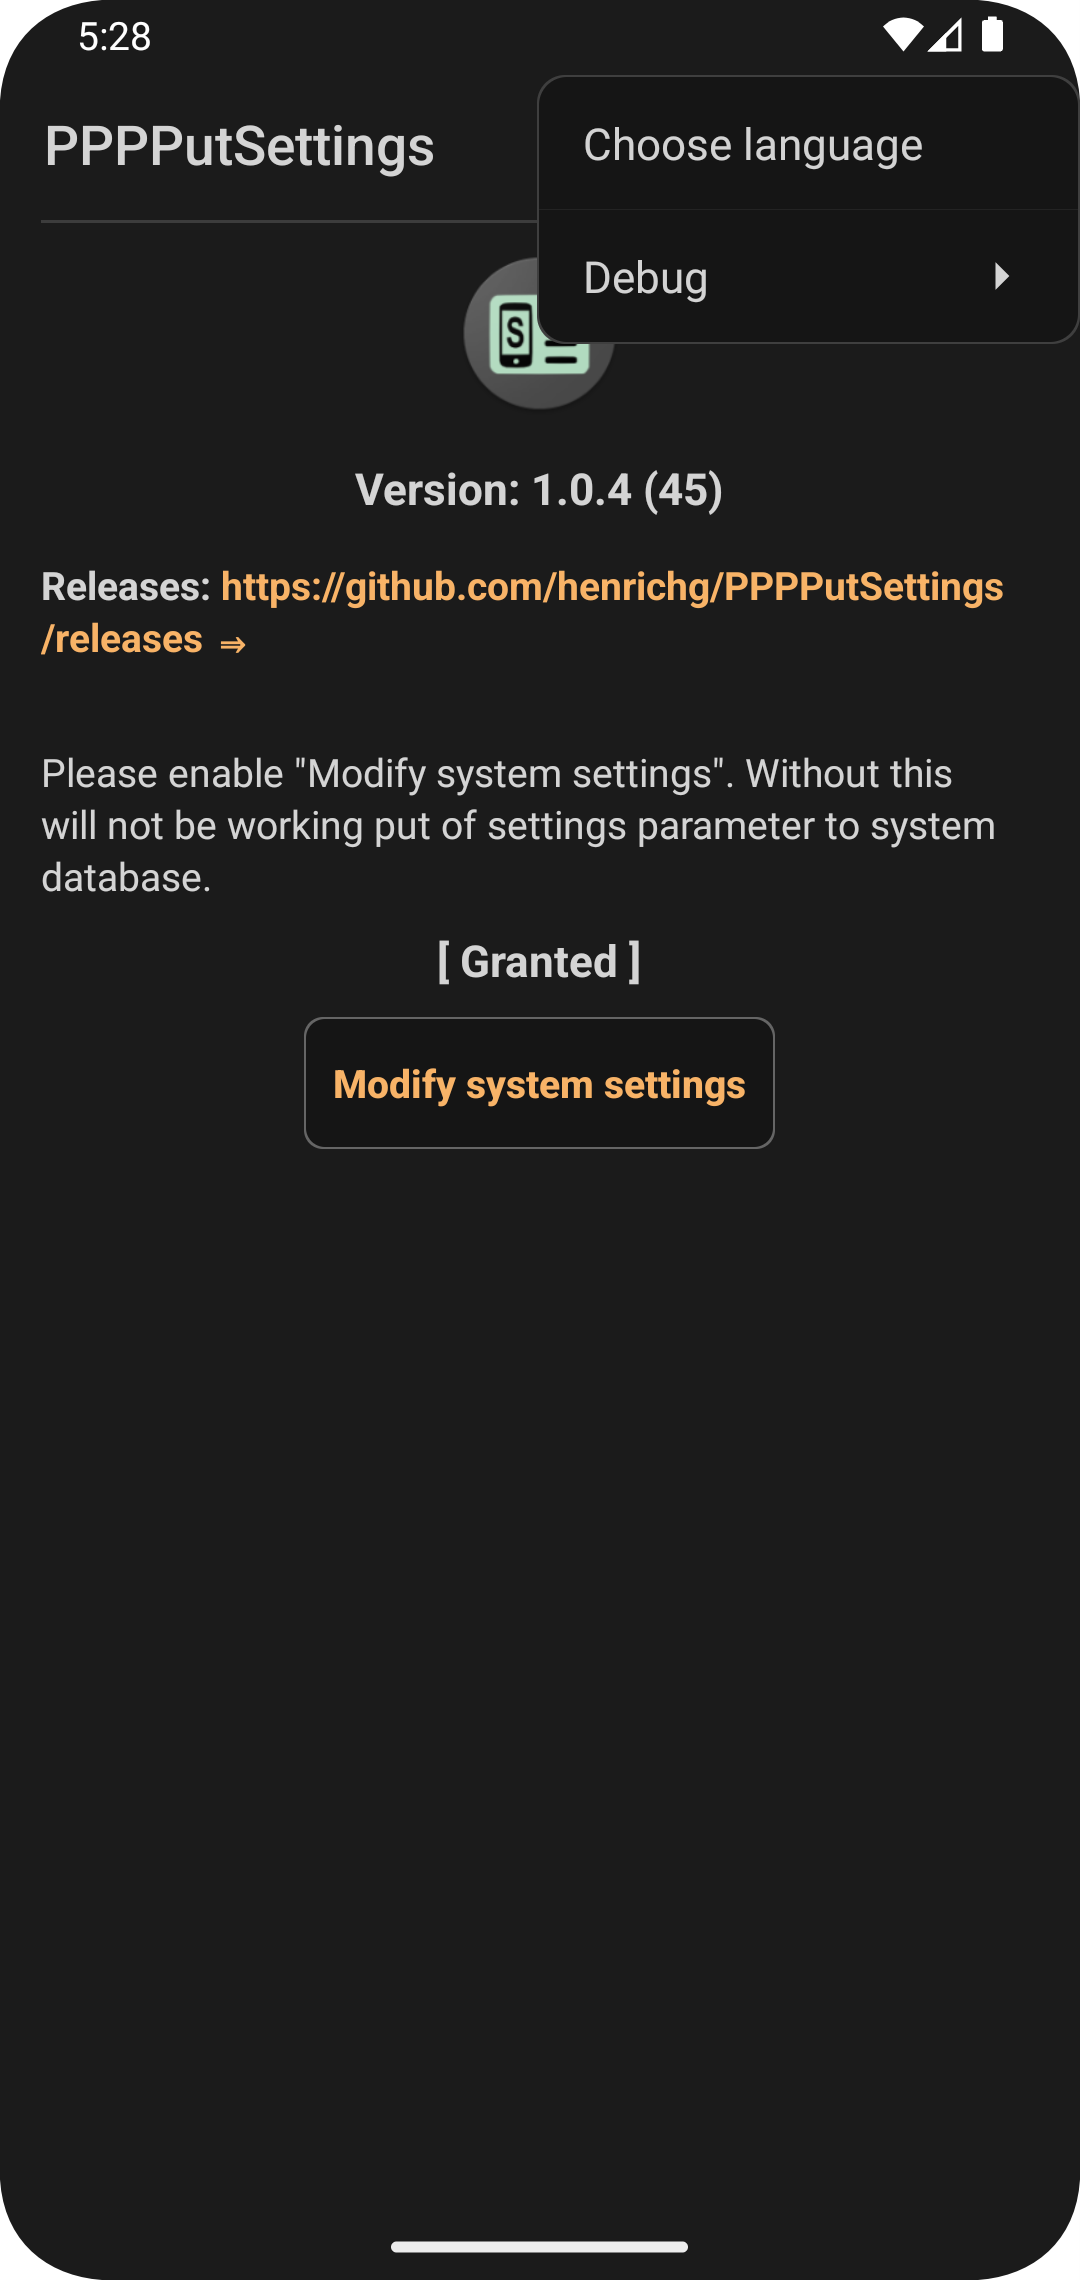 5:28
PPPPutSettings
Choose language
Debug
S
Version: 1.0.4 (45)
Releases: https://github.com/henrichg/PPPPutSettings
/releases ⇒
Please enable "Modify system settings". Without this
will not be working put of settings parameter to system
database.
[ Granted ]
Modify system settings